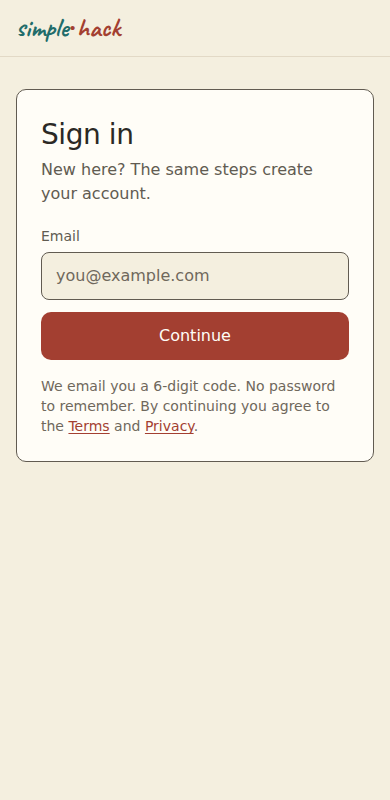 simple·hack
Sign in
New here? The same steps create
your account.
Email
you@example.com
Continue
We email you a 6-digit code. No password
to remember. By continuing you agree to
the Terms and Privacy.